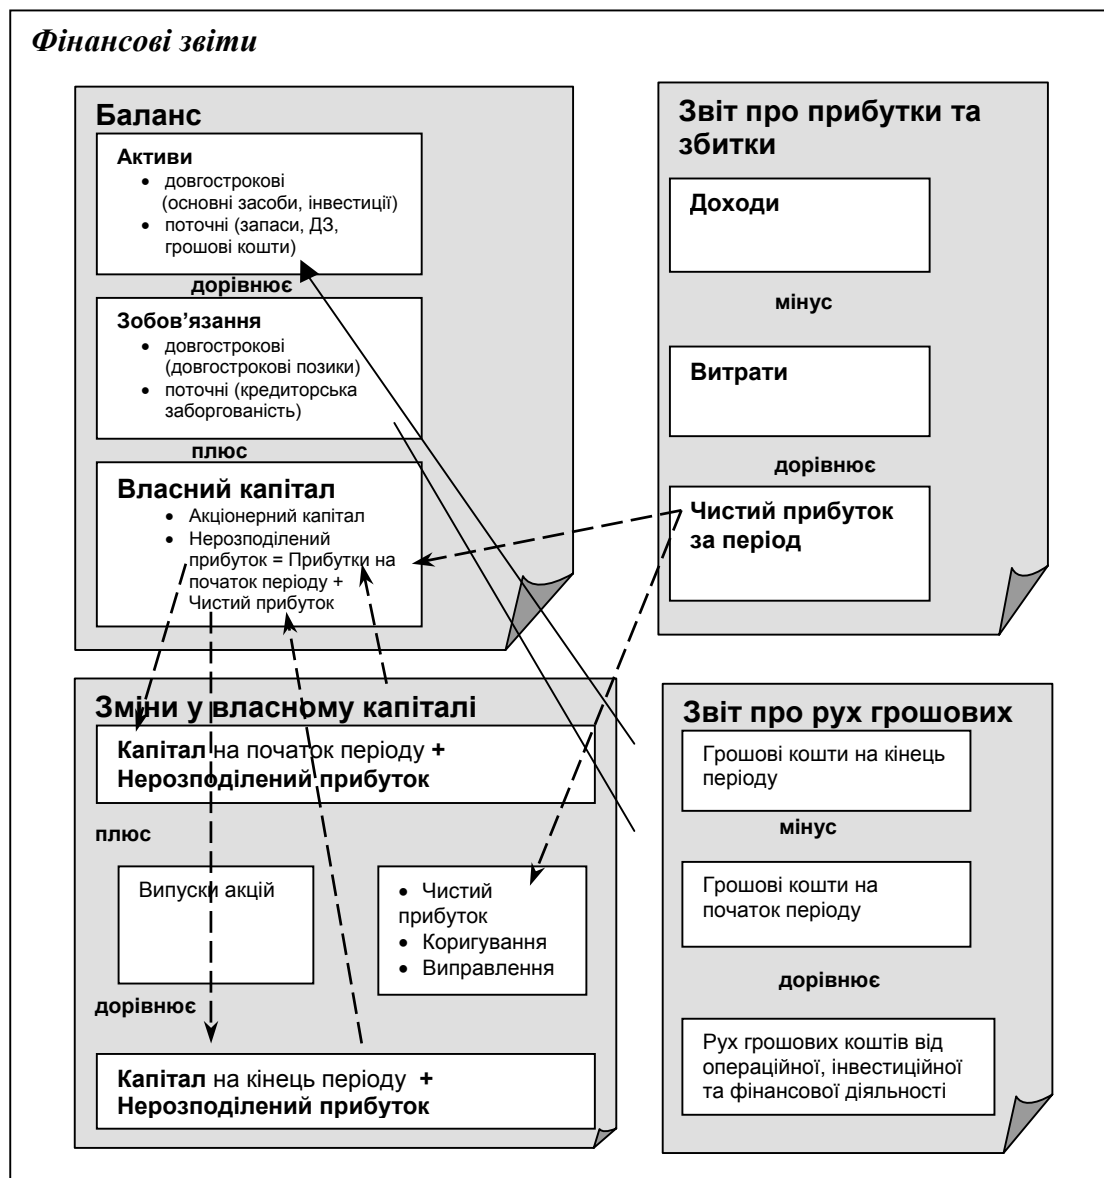 Фінансові звіти
Баланс
Активи
• довгострокові
(основні засоби, інвестиції)
• поточні (запаси, ДЗ,
грошові кошти)
дорівнює
Зобов’язання
• довгострокові
(довгострокові позики)
• поточні (кредиторська
заборгованість)
плюс
Власний капітал
• Акціонерний капітал
• Нерозподілений
прибуток = Прибутки на
початок періоду +
Чистий прибуток
Звіт про прибутки та
збитки
Доходи
мінус
Витрати
дорівнює
Чистий прибуток
за період
Зміни у власному капіталі
Капітал на початок періоду +
Нерозподілений прибуток
плюс
Випуски акцій
• Чистий
прибуток
• Коригування
• Виправлення
дорівнює
Капітал на кінець періоду +
Нерозподілений прибуток
Звіт про рух грошових
Грошові кошти на кінець
періоду
мінус
Грошові кошти на
початок періоду
дорівнює
Рух грошових коштів від
операційної, інвестиційної
та фінансової діяльності